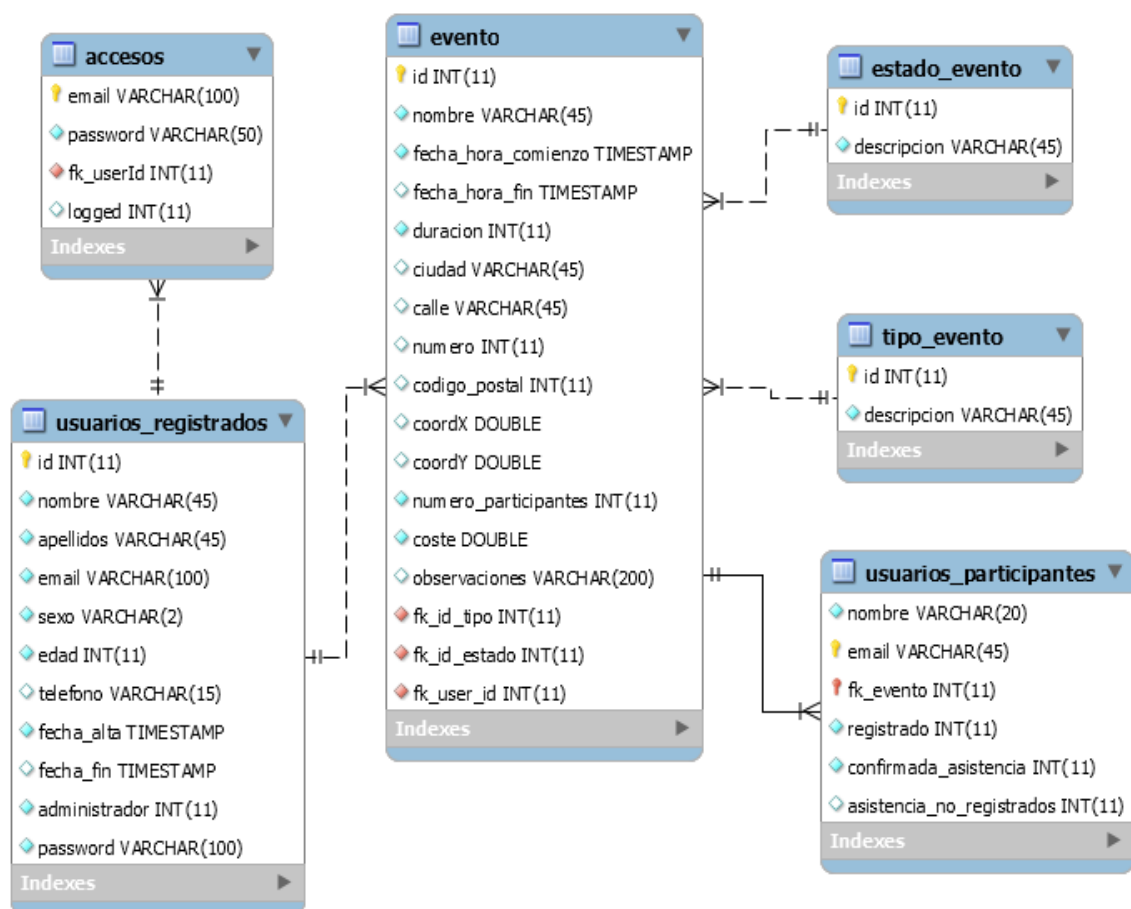 accesos
email VARCHAR(100)
password VARCHAR(50)
fk_userId INT(11)
logged INT(11)
Indexes
usuarios_registrados
id INT(11)
nombre VARCHAR(45)
apellidos VARCHAR(45)
email VARCHAR(100)
sexo VARCHAR(2)
edad INT(11)
telefono VARCHAR(15)
fecha_alta TIMESTAMP
fecha_fin TIMESTAMP
administrador INT(11)
password VARCHAR(100)
Indexes
evento
id INT(11)
nombre VARCHAR(45)
fecha_hora_comienzo TIMESTAMP
fecha_hora_fin TIMESTAMP
duracion INT(11)
ciudad VARCHAR(45)
calle VARCHAR(45)
numero INT(11)
codigo_postal INT(11)
coordX DOUBLE
coordY DOUBLE
numero_participantes INT(11)
coste DOUBLE
observaciones VARCHAR(200)
fk_id_tipo INT(11)
fk_id_estado INT(11)
fk_user_id INT(11)
Indexes
estado_evento
id INT(11)
descripcion VARCHAR(45)
Indexes
tipo_evento
id INT(11)
descripcion VARCHAR(45)
Indexes
usuarios_participantes
nombre VARCHAR(20)
email VARCHAR(45)
fk_evento INT(11)
registrado INT(11)
confirmada_asistencia INT(11)
asistencia_no_registrados INT(11)
Indexes